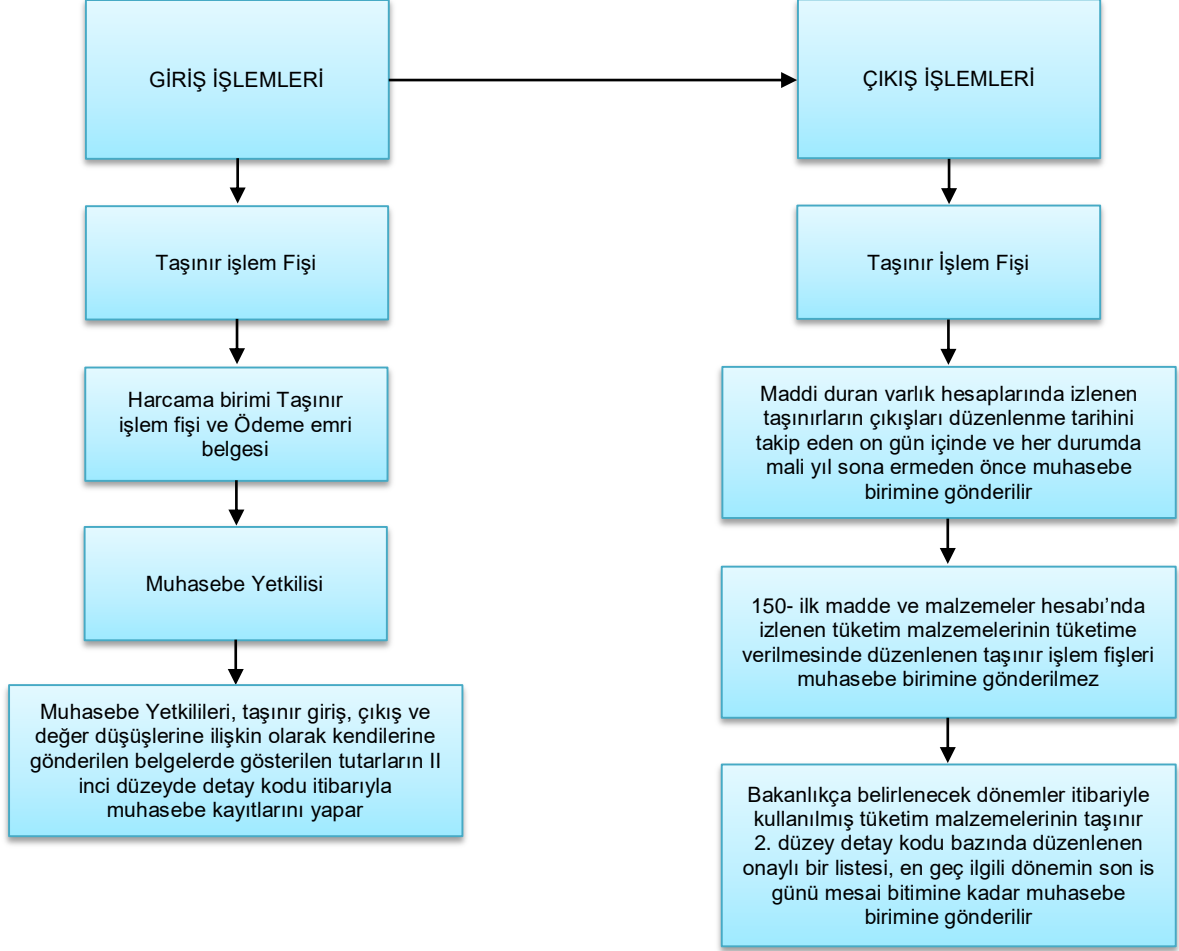 GİRİŞ İŞLEMLERİ
Taşınır işlem Fişi
Harcama birimi Taşınır
işlem fişi ve Ödeme emri
belgesi
Muhasebe Yetkilisi
Muhasebe Yetkilileri, taşınır giriş, çıkış ve
değer düşüşlerine ilişkin olarak kendilerine
gönderilen belgelerde gösterilen tutarların II
inci düzeyde detay kodu itibarıyla
muhasebe kayıtlarını yapar
ÇIKIŞ İŞLEMLERİ
Taşınır İşlem Fişi
Maddi duran varlık hesaplarında izlenen
taşınırların çıkışları düzenlenme tarihini
takip eden on gün içinde ve her durumda
mali yıl sona ermeden önce muhasebe
birimine gönderilir
150- ilk madde ve malzemeler hesabı’nda
izlenen tüketim malzemelerinin tüketime
verilmesinde düzenlenen taşınır işlem fişleri
muhasebe birimine gönderilmez
Bakanlıkça belirlenecek dönemler itibariyle
kullanılmış tüketim malzemelerinin taşınır
2. düzey detay kodu bazında düzenlenen
onaylı bir listesi, en geç ilgili dönemin son is
günü mesai bitimine kadar muhasebe
birimine gönderilir